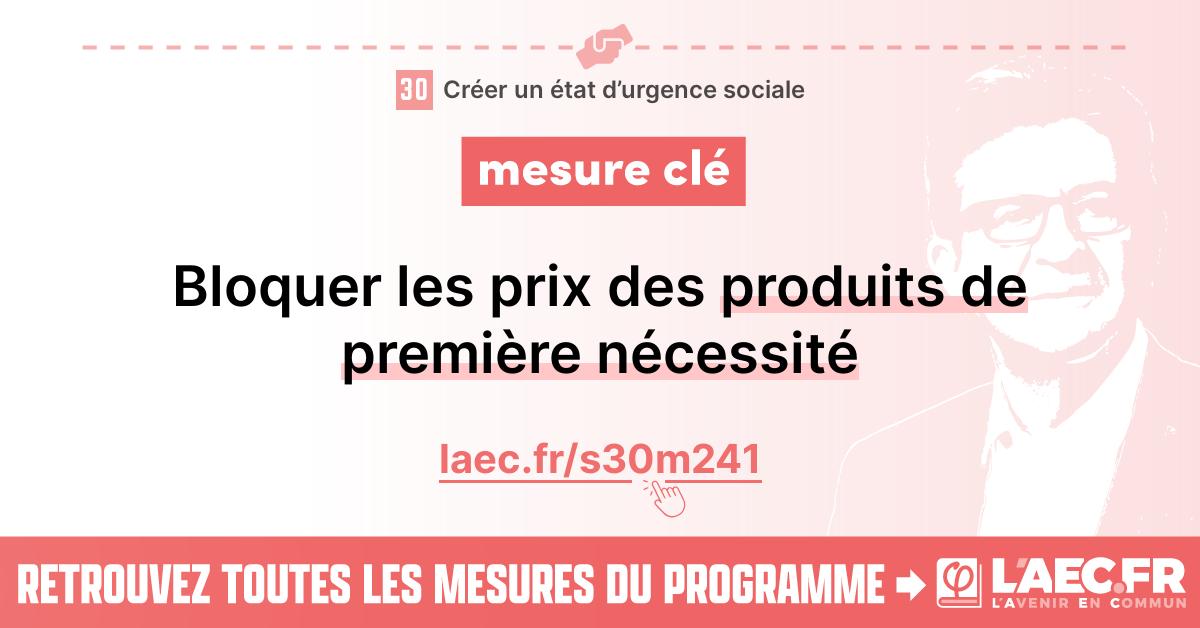 30 Créer un état d’urgence sociale
mesure clé
Bloquer les prix des produits de
première nécessité
laec.fr/s30m241
RETROUVEZ TOUTES LES MESURES DU PROGRAMME
φ L'AEC.FR
L'AVENIR EN COMMUN